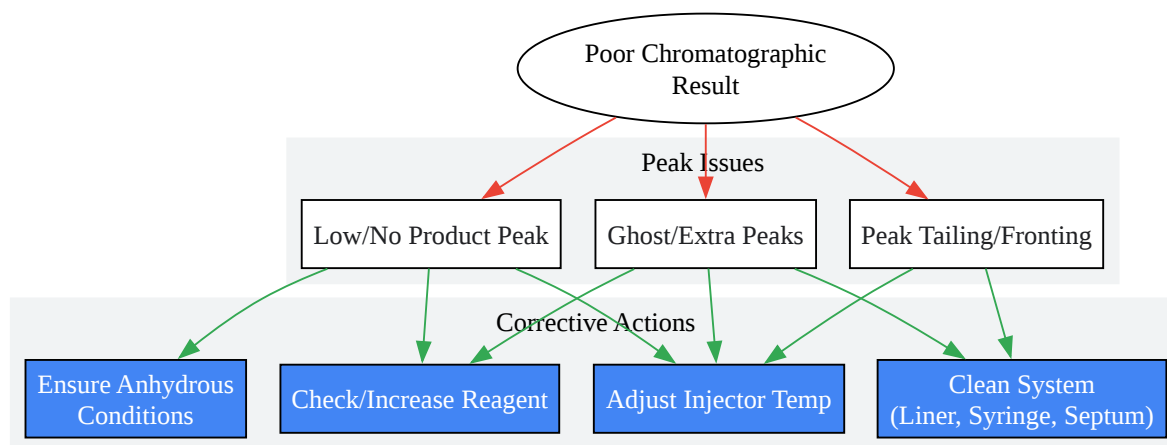 Poor Chromatographic
Result
Peak Issues
Low/No Product Peak
Ghost/Extra Peaks
Peak Tailing/Fronting
Corrective Actions
Ensure Anhydrous
Conditions
Check/Increase Reagent
Adjust Injector Temp
Clean System
(Liner, Syringe, Septum)